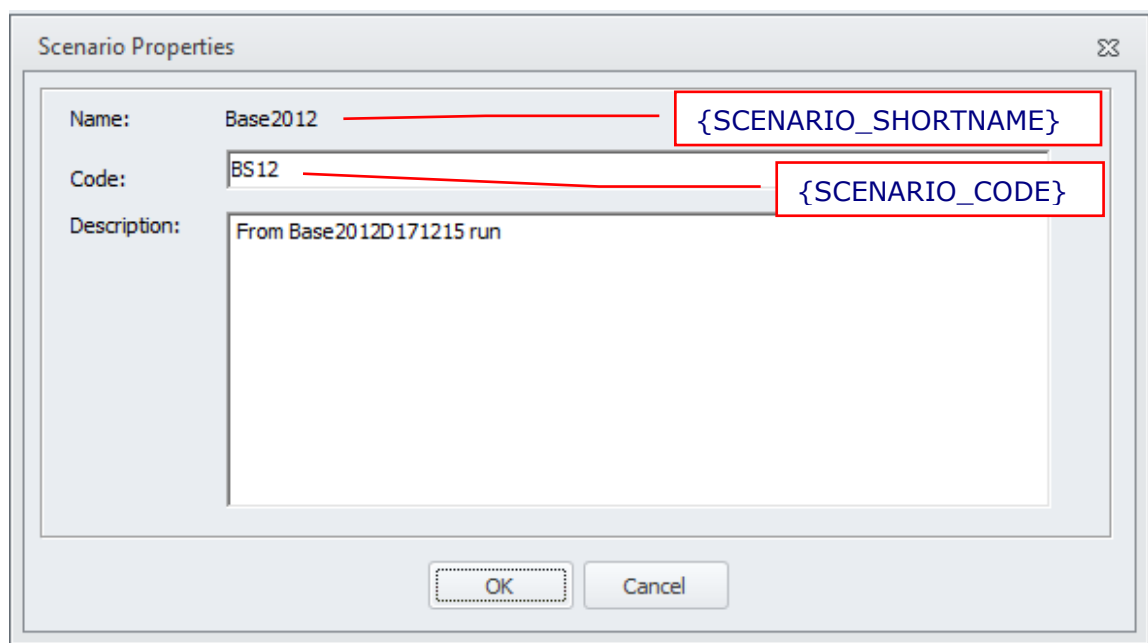 Scenario Properties
Name: Base2012 {SCENARIO_SHORTNAME}
Code: BS12 {SCENARIO_CODE}
Description: From Base2012D171215 run
OK Cancel